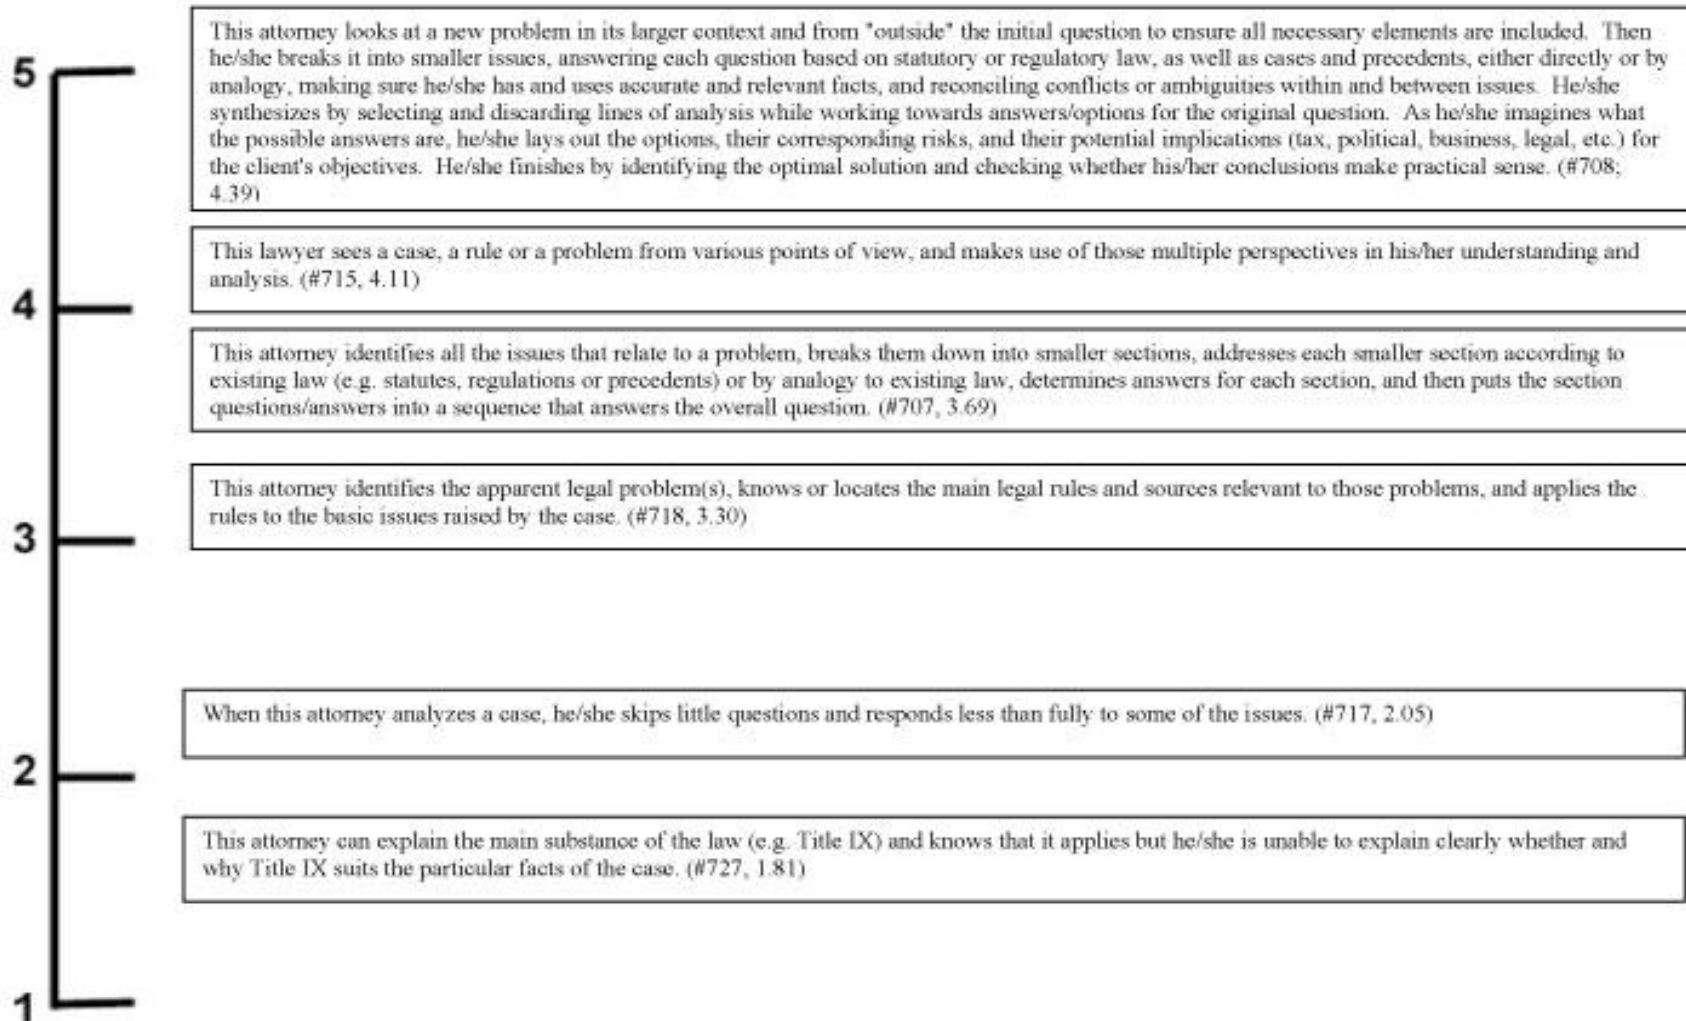 5
This attorney looks at a new problem in its larger context and from "outside" the initial question to ensure all necessary elements are included. Then
he/she breaks it into smaller issues, answering each question based on statutory or regulatory law, as well as cases and precedents, either directly or by
analogy, making sure he/she has and uses accurate and relevant facts, and reconciling conflicts or ambiguities within and between issues. He/she
synthesizes by selecting and discarding lines of analysis while working towards answers/options for the original question. As he/she imagines what
the possible answers are, he/she lays out the options, their corresponding risks, and their potential implications (tax, political, business, legal, etc.) for
the client's objectives. He/she finishes by identifying the optimal solution and checking whether his/her conclusions make practical sense. (#708;
4.39)
This lawyer sees a case, a rule or a problem from various points of view, and makes use of those multiple perspectives in his/her understanding and
analysis. (#715, 4.11)
4
This attorney identifies all the issues that relate to a problem, breaks them down into smaller sections, addresses each smaller section according to
existing law (e.g. statutes, regulations or precedents) or by analogy to existing law, determines answers for each section, and then puts the section
questions/answers into a sequence that answers the overall question. (#707, 3.69)
This attorney identifies the apparent legal problem(s), knows or locates the main legal rules and sources relevant to those problems, and applies the
rules to the basic issues raised by the case. (#718, 3.30)
3
When this attorney analyzes a case, he/she skips little questions and responds less than fully to some of the issues. (#717, 2.05)
2
This attorney can explain the main substance of the law (e.g. Title IX) and knows that it applies but he/she is unable to explain clearly whether and
why Title IX suits the particular facts of the case. (#727, 1.81)
1